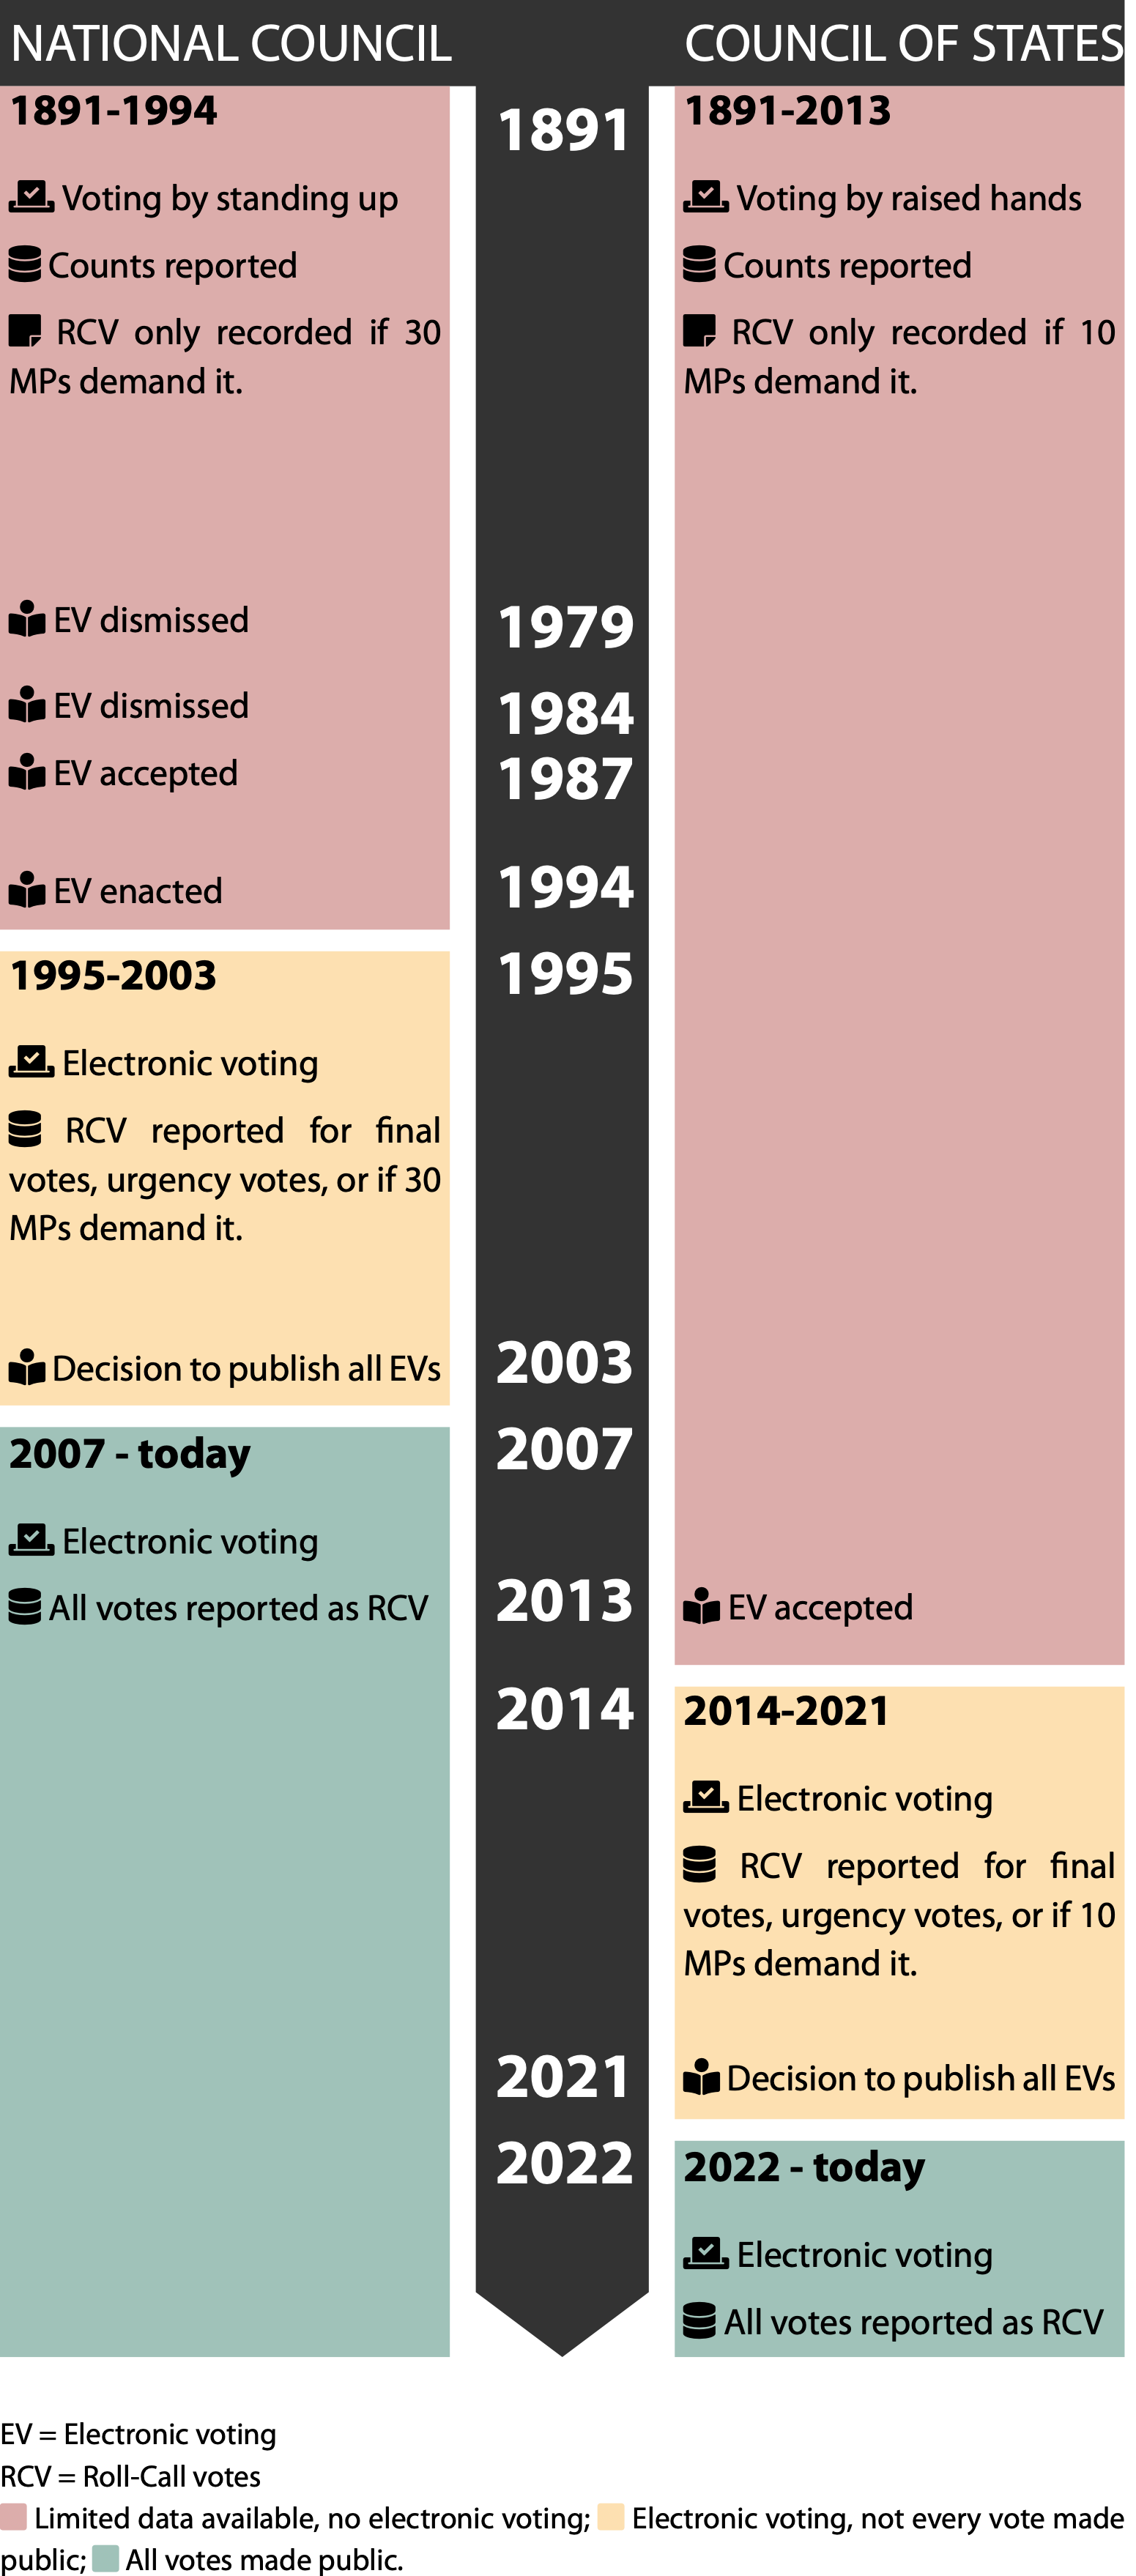 NATIONAL COUNCIL
COUNCIL OF STATES
1891-1994
Voting by standing up
Counts reported
RCV only recorded if 30
MPs demand it.
EV dismissed
EV dismissed
EV accepted
EV enacted
1995-2003
Electronic voting
RCV reported for final
votes, urgency votes, or if 30
MPs demand it.
Decision to publish all EVs
2007 - today
Electronic voting
All votes reported as RCV
1891
1979
1984
1987
1994
1995
2003
2007
2013
2014
2021
2022
1891-2013
Voting by raised hands
Counts reported
RCV only recorded if 10
MPs demand it.
EV accepted
2014-2021
Electronic voting
RCV reported for final
votes, urgency votes, or if 10
MPs demand it.
Decision to publish all EVs
2022 - today
Electronic voting
All votes reported as RCV
EV = Electronic voting
RCV = Roll-Call votes
Limited data available, no electronic voting; Electronic voting, not every vote made
public; All votes made public.